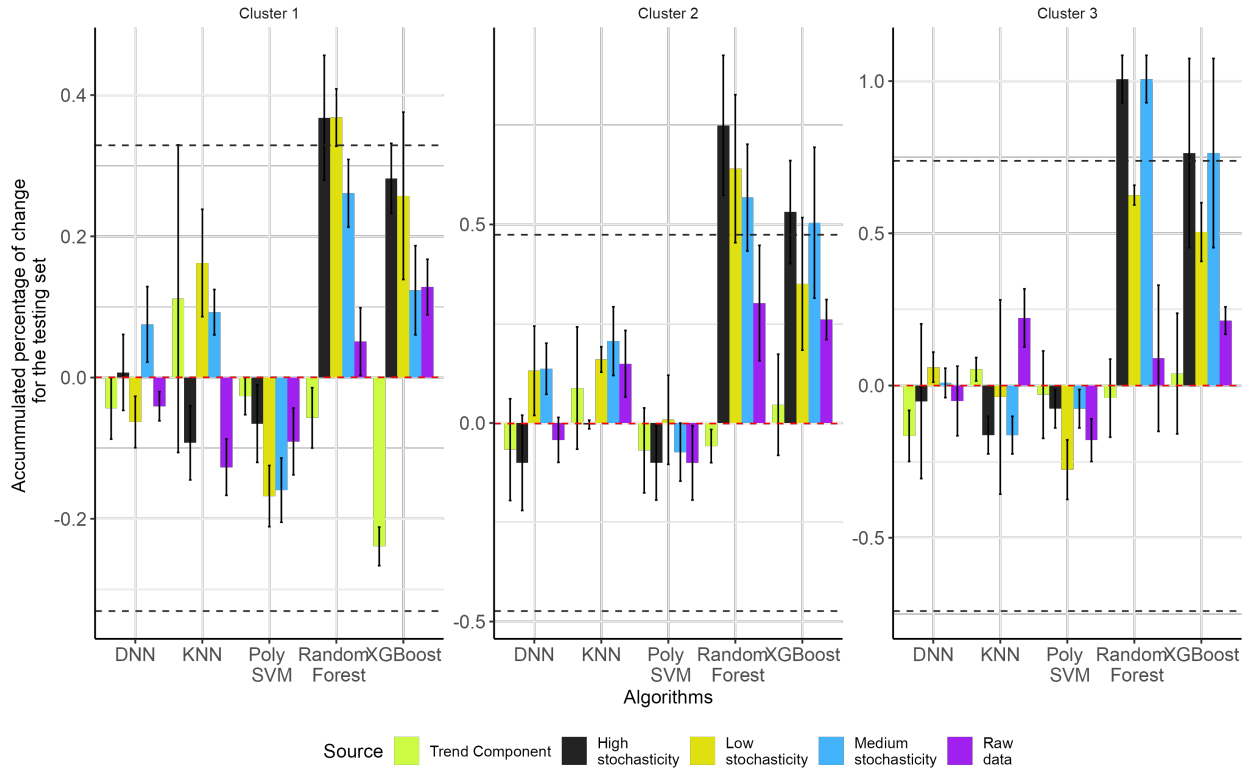 Cluster 1
Cluster 2
Cluster 3
Accumulated percentage of change
for the testing set
0.4
0.2
0.0
-0.2
0.5
0.0
-0.5
1.0
0.5
0.0
-0.5
DNN KNN Poly SVM Random Forest XGBoost
DNN KNN Poly SVM Random Forest XGBoost
DNN KNN Poly SVM Random Forest XGBoost
Algorithms
Source
Trend Component
High
stochasticity
Low
stochasticity
Medium
stochasticity
Raw
data